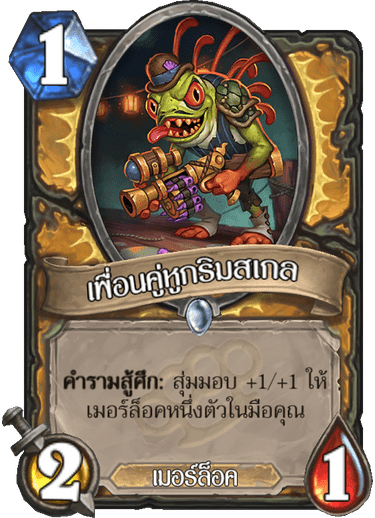 1
เพื่อนคู่หูกริมสเกล
คำรามสู้ศึก: สุ่มมอบ +1/+1 ให้
เมอร์ล็อคหนึ่งตัวในมือคุณ
2
เมอร์ล็อค
1